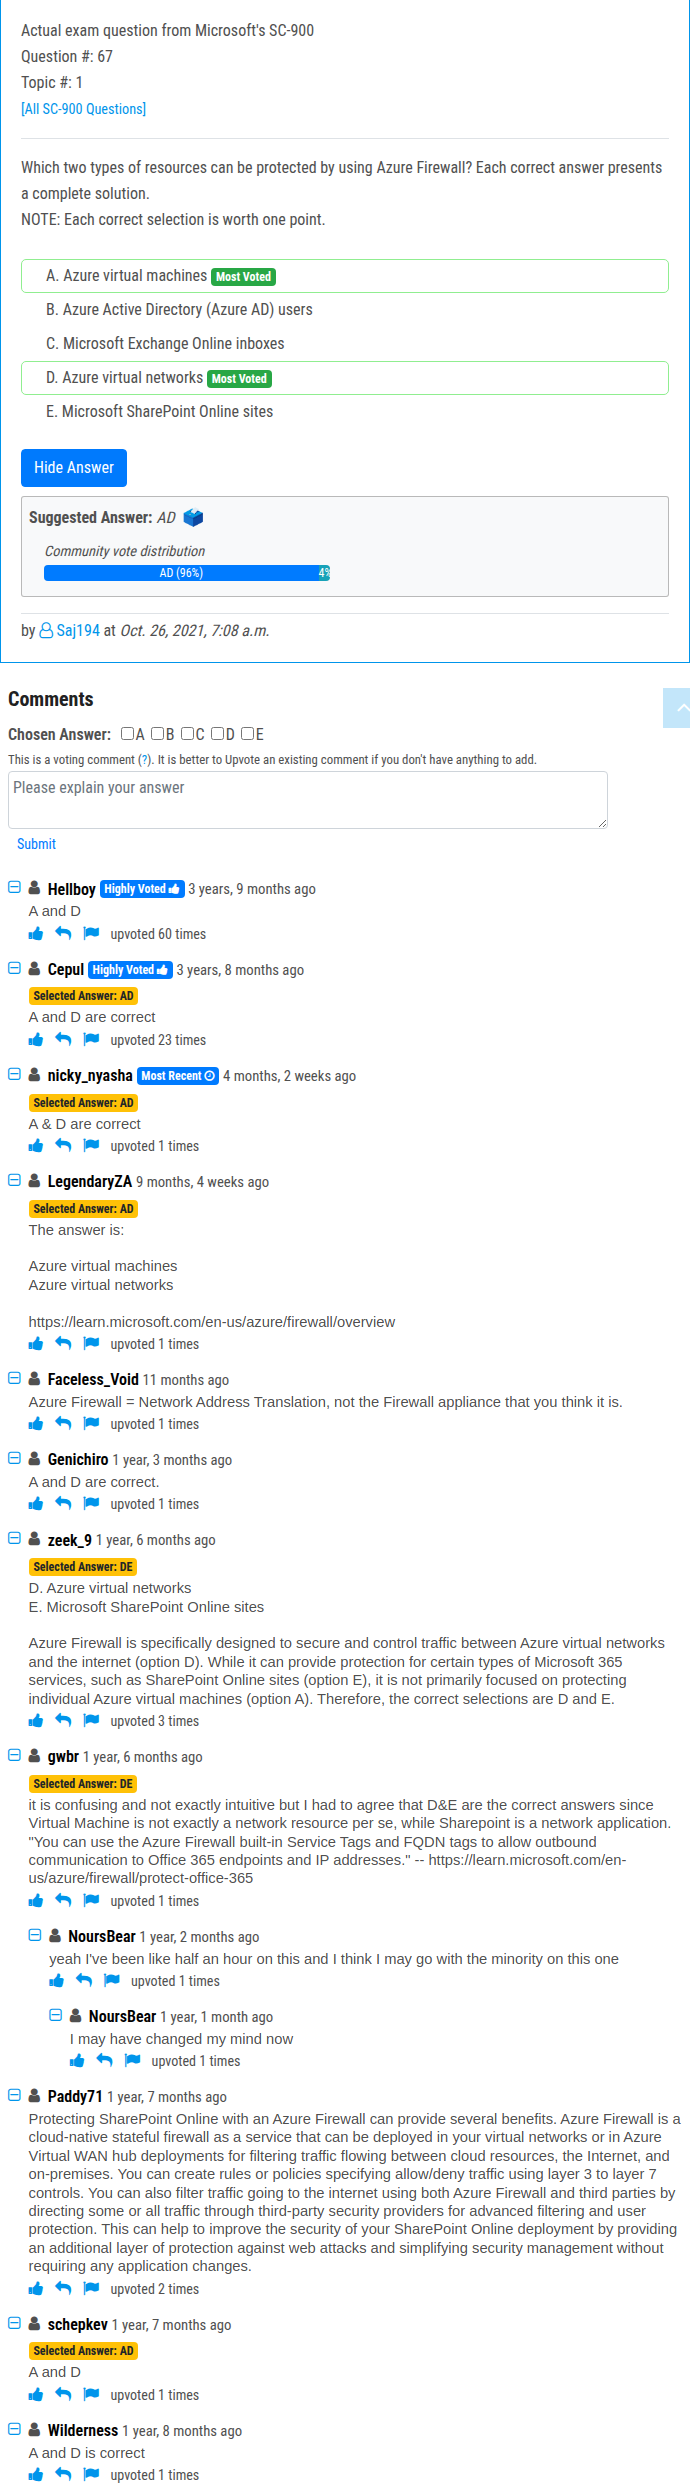 Actual exam question from Microsoft's SC-900
Question #: 67
Topic #: 1
[All SC-900 Questions]
Which two types of resources can be protected by using Azure Firewall? Each correct answer presents
a complete solution.
NOTE: Each correct selection is worth one point.
A. Azure virtual machines Most Voted
B. Azure Active Directory (Azure AD) users
C. Microsoft Exchange Online inboxes
D. Azure virtual networks Most Voted
E. Microsoft SharePoint Online sites
Hide Answer
Suggested Answer: AD
Community vote distribution
AD (96%) 4%
by Saj194 at Oct. 26, 2021, 7:08 a.m.
Comments
Chosen Answer: A B C D E
This is a voting comment (?). It is better to Upvote an existing comment if you don't have anything to add.
Please explain your answer
Submit
Hellboy Highly Voted 3 years, 9 months ago
A and D
upvoted 60 times
Cepul Highly Voted 3 years, 8 months ago
Selected Answer: AD
A and D are correct
upvoted 23 times
nicky_nyasha Most Recent 4 months, 2 weeks ago
Selected Answer: AD
A & D are correct
upvoted 1 times
LegendaryZA 9 months, 4 weeks ago
Selected Answer: AD
The answer is:
Azure virtual machines
Azure virtual networks
https://learn.microsoft.com/en-us/azure/firewall/overview
upvoted 1 times
Faceless_Void 11 months ago
Azure Firewall = Network Address Translation, not the Firewall appliance that you think it is.
upvoted 1 times
Genichiro 1 year, 3 months ago
A and D are correct.
upvoted 1 times
zeek_9 1 year, 6 months ago
Selected Answer: DE
D. Azure virtual networks
E. Microsoft SharePoint Online sites
Azure Firewall is specifically designed to secure and control traffic between Azure virtual networks
and the internet (option D). While it can provide protection for certain types of Microsoft 365
services, such as SharePoint Online sites (option E), it is not primarily focused on protecting
individual Azure virtual machines (option A). Therefore, the correct selections are D and E.
upvoted 3 times
gwbr 1 year, 6 months ago
Selected Answer: DE
it is confusing and not exactly intuitive but I had to agree that D&E are the correct answers since
Virtual Machine is not exactly a network resource per se, while Sharepoint is a network application.
"You can use the Azure Firewall built-in Service Tags and FQDN tags to allow outbound
communication to Office 365 endpoints and IP addresses." -- https://learn.microsoft.com/en-
us/azure/firewall/protect-office-365
upvoted 1 times
NoursBear 1 year, 2 months ago
yeah I've been like half an hour on this and I think I may go with the minority on this one
upvoted 1 times
NoursBear 1 year, 1 month ago
I may have changed my mind now
upvoted 1 times
Paddy71 1 year, 7 months ago
Protecting SharePoint Online with an Azure Firewall can provide several benefits. Azure Firewall is a
cloud-native stateful firewall as a service that can be deployed in your virtual networks or in Azure
Virtual WAN hub deployments for filtering traffic flowing between cloud resources, the Internet, and
on-premises. You can create rules or policies specifying allow/deny traffic using layer 3 to layer 7
controls. You can also filter traffic going to the internet using both Azure Firewall and third parties by
directing some or all traffic through third-party security providers for advanced filtering and user
protection. This can help to improve the security of your SharePoint Online deployment by providing
an additional layer of protection against web attacks and simplifying security management without
requiring any application changes.
upvoted 2 times
schepkev 1 year, 7 months ago
Selected Answer: AD
A and D
upvoted 1 times
Wilderness 1 year, 8 months ago
A and D is correct
upvoted 1 times